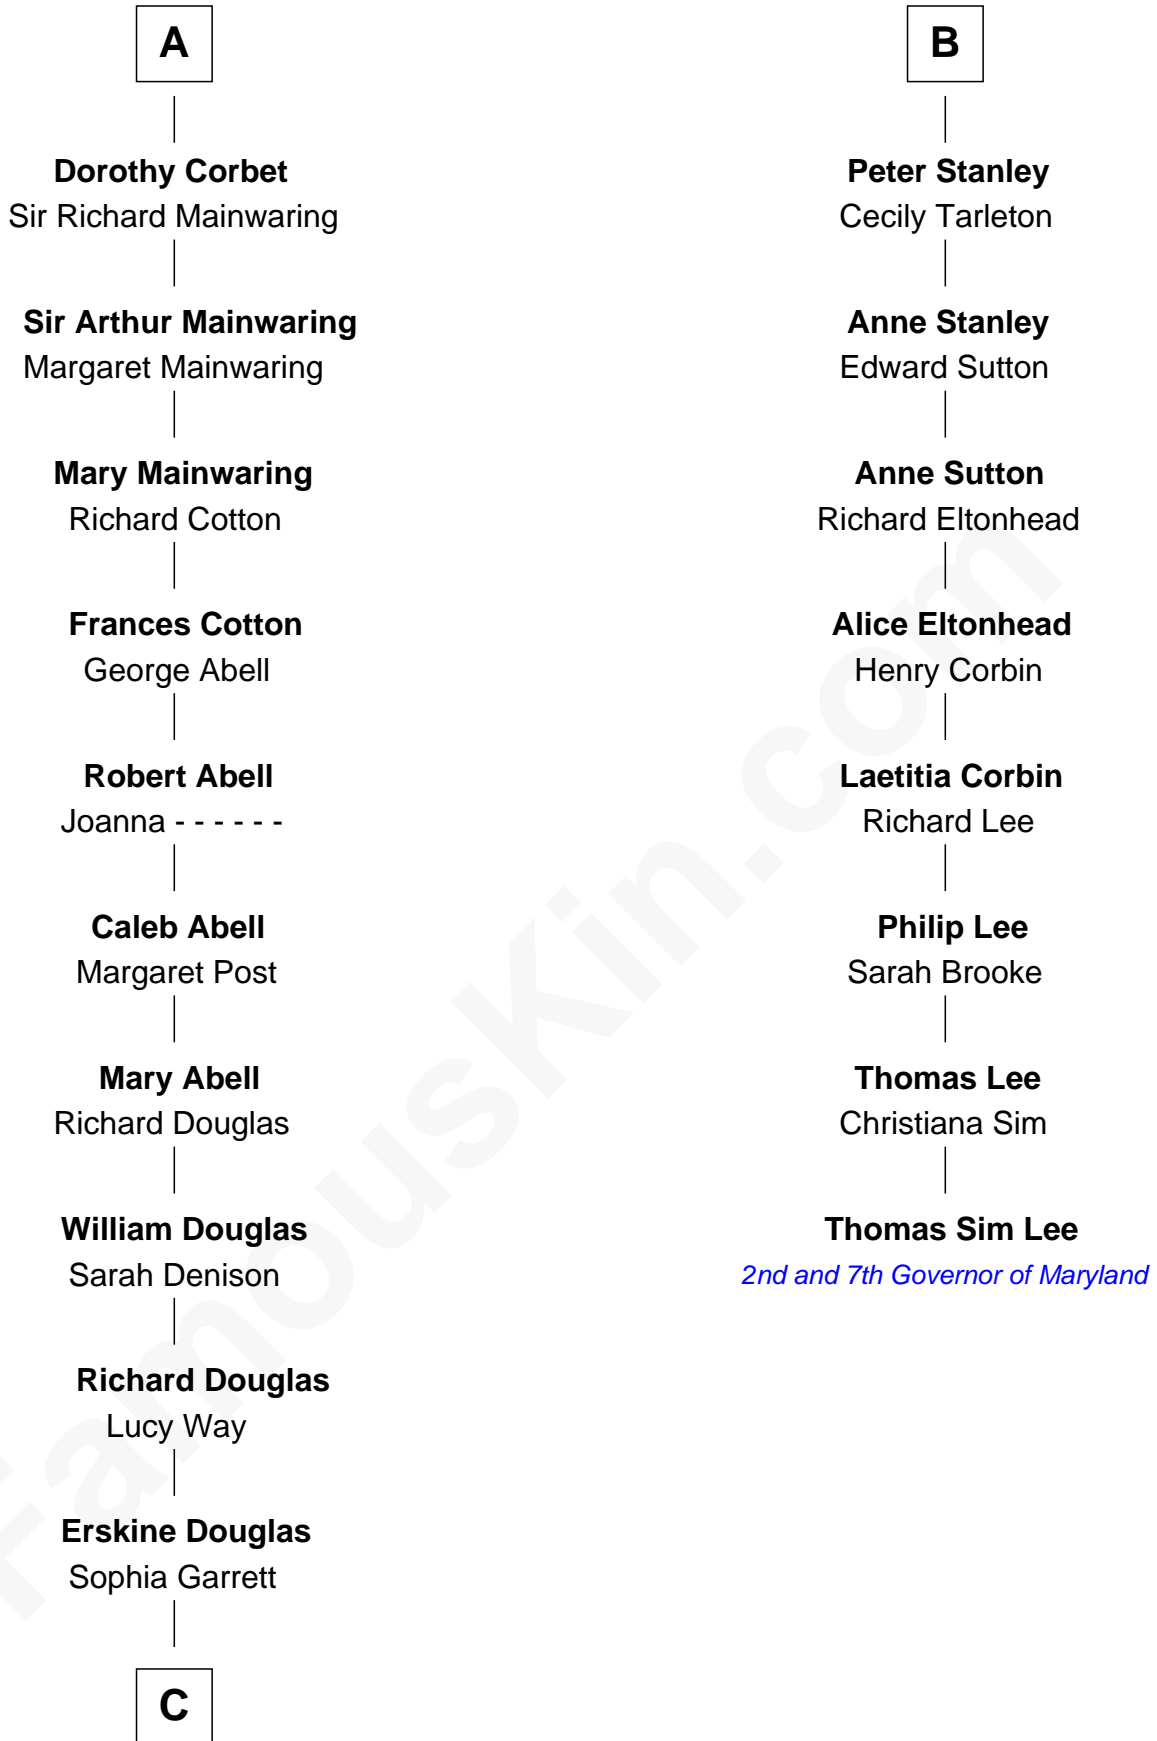 A
Dorothy Corbet
Sir Richard Mainwaring
Sir Arthur Mainwaring
Margaret Mainwaring
Mary Mainwaring
Richard Cotton
Frances Cotton
George Abell
Robert Abell
Joanna - - - - - -
Caleb Abell
Margaret Post
Mary Abell
Richard Douglas
William Douglas
Sarah Denison
Richard Douglas
Lucy Way
Erskine Douglas
Sophia Garrett
C
B
Peter Stanley
Cecily Tarleton
Anne Stanley
Edward Sutton
Anne Sutton
Richard Eltonhead
Alice Eltonhead
Henry Corbin
Laetitia Corbin
Richard Lee
Philip Lee
Sarah Brooke
Thomas Lee
Christiana Sim
Thomas Sim Lee
2nd and 7th Governor of Maryland
FamousKin.com